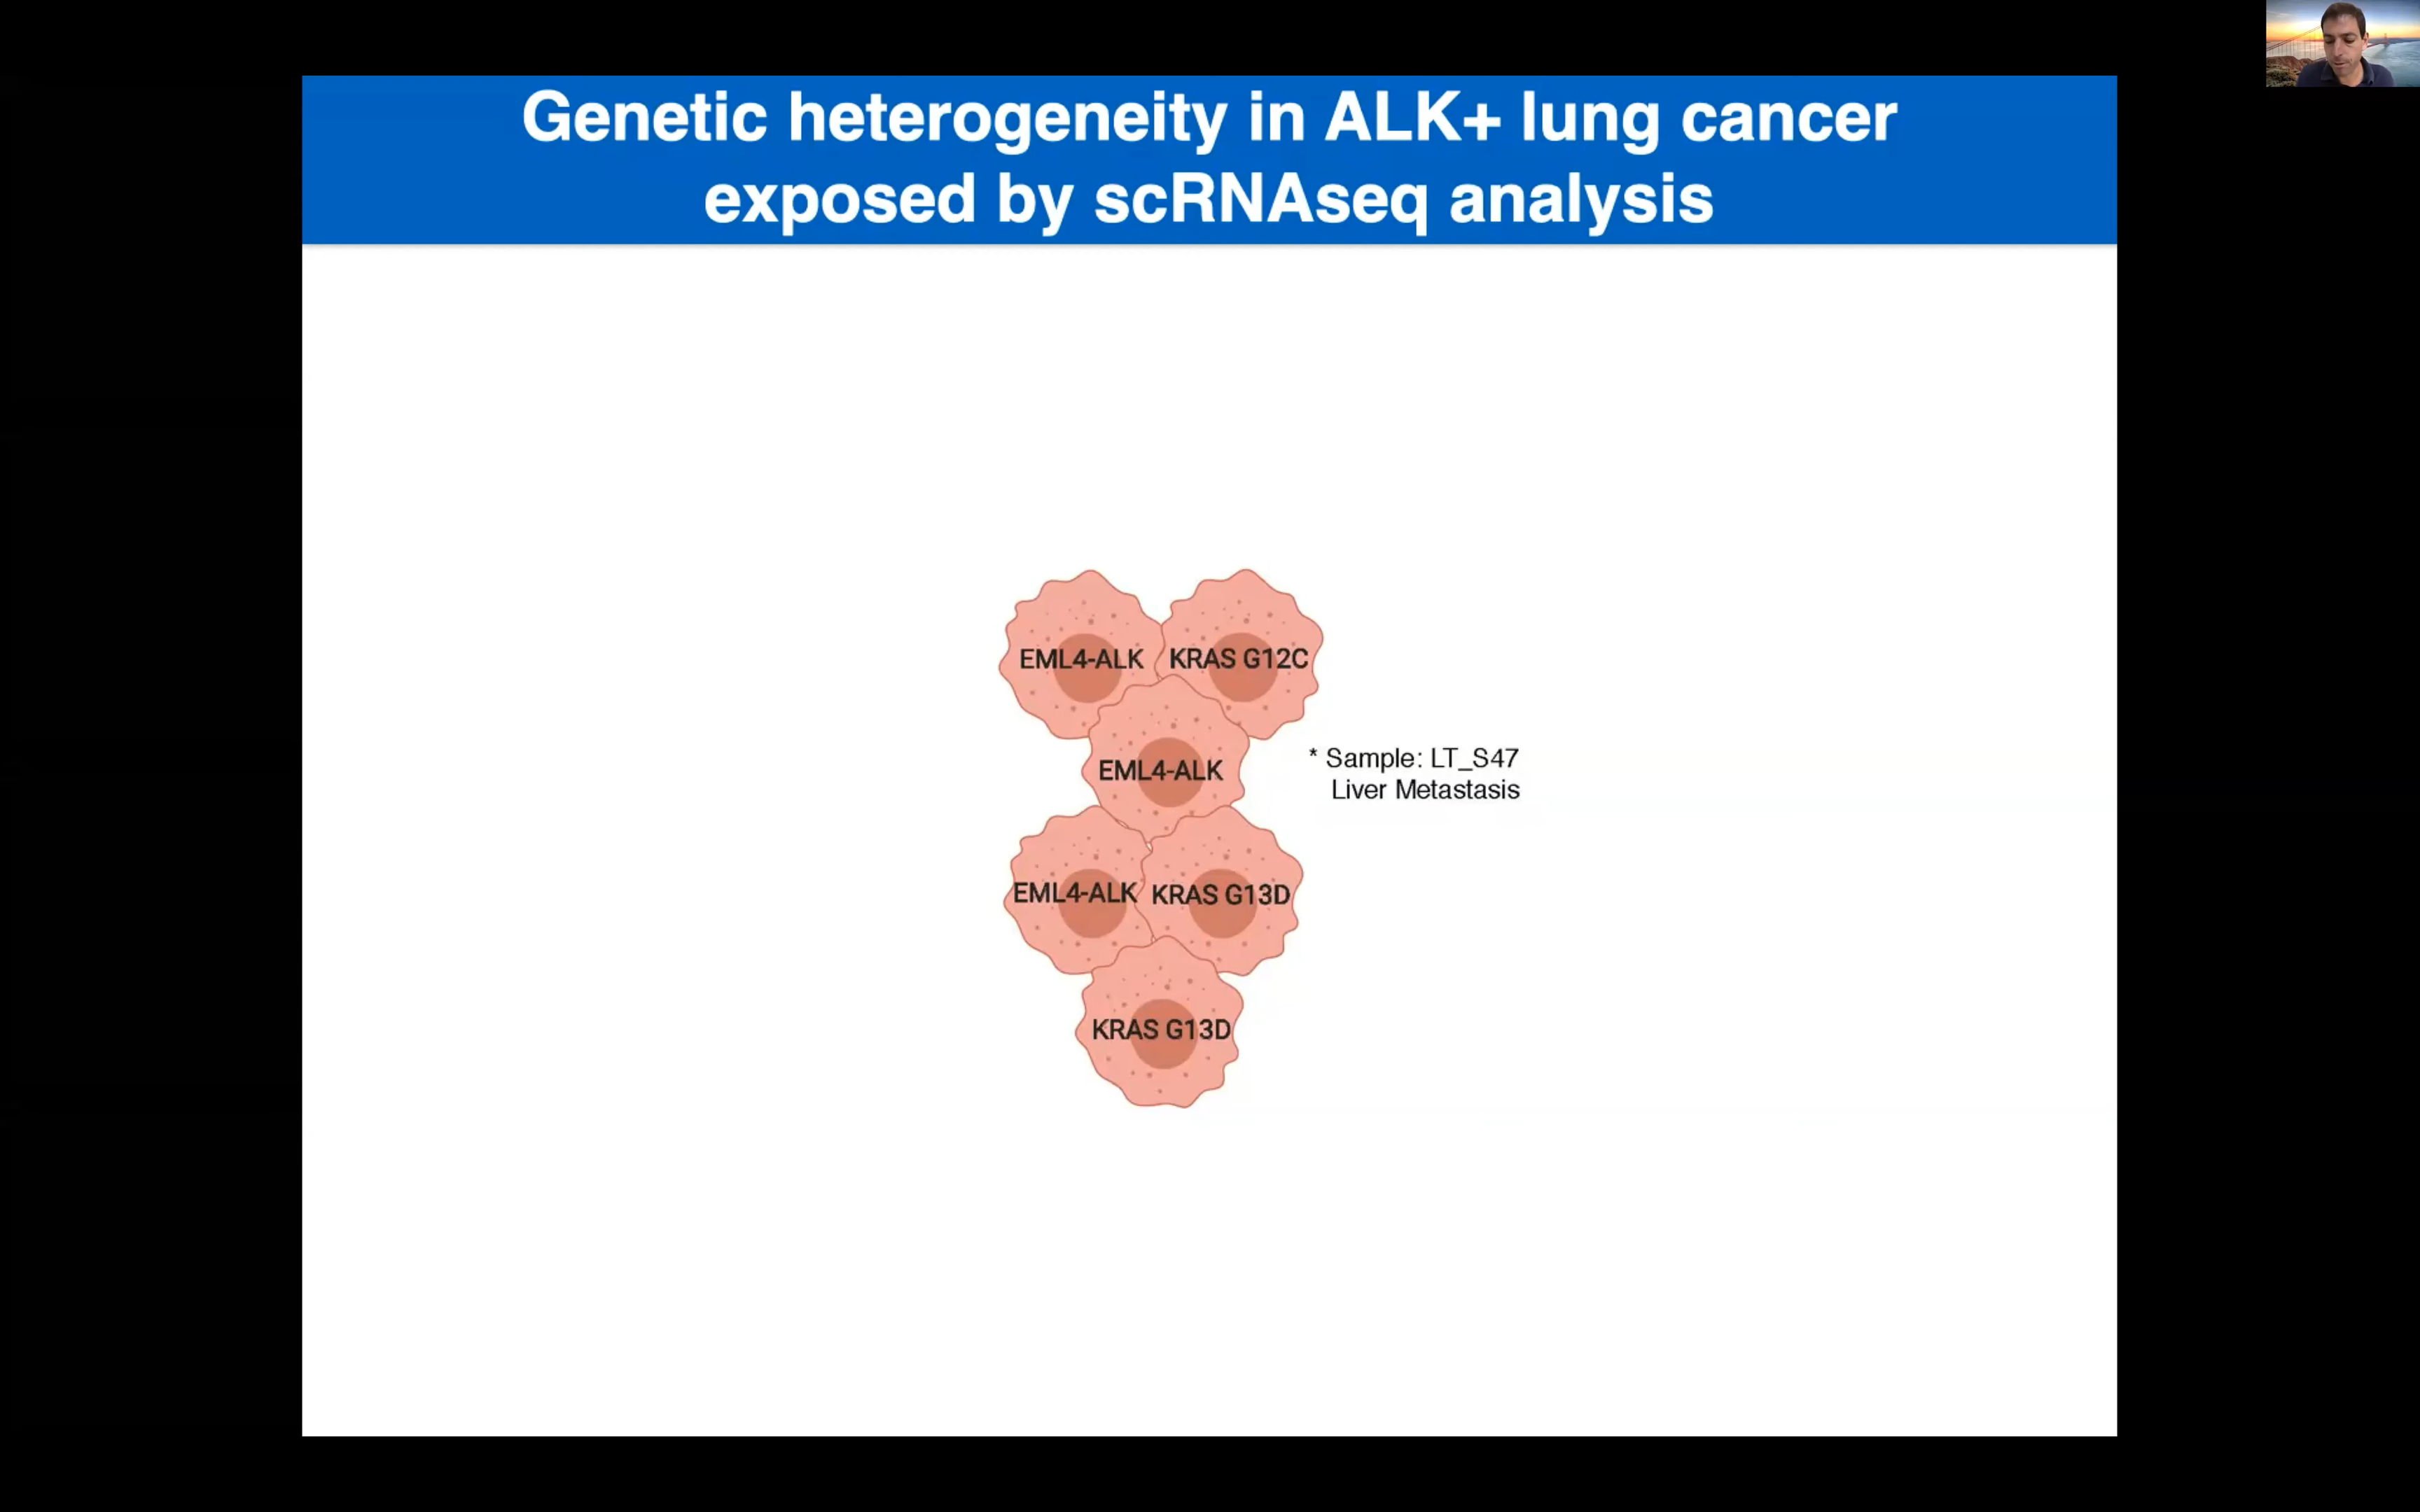 Genetic heterogeneity in ALK+ lung cancer
exposed by scRNAseq analysis
EML4-ALK
KRAS G12C
EML4-ALK
* Sample: LT_S47
Liver Metastasis
EML4-ALK
KRAS G13D
KRAS G13D